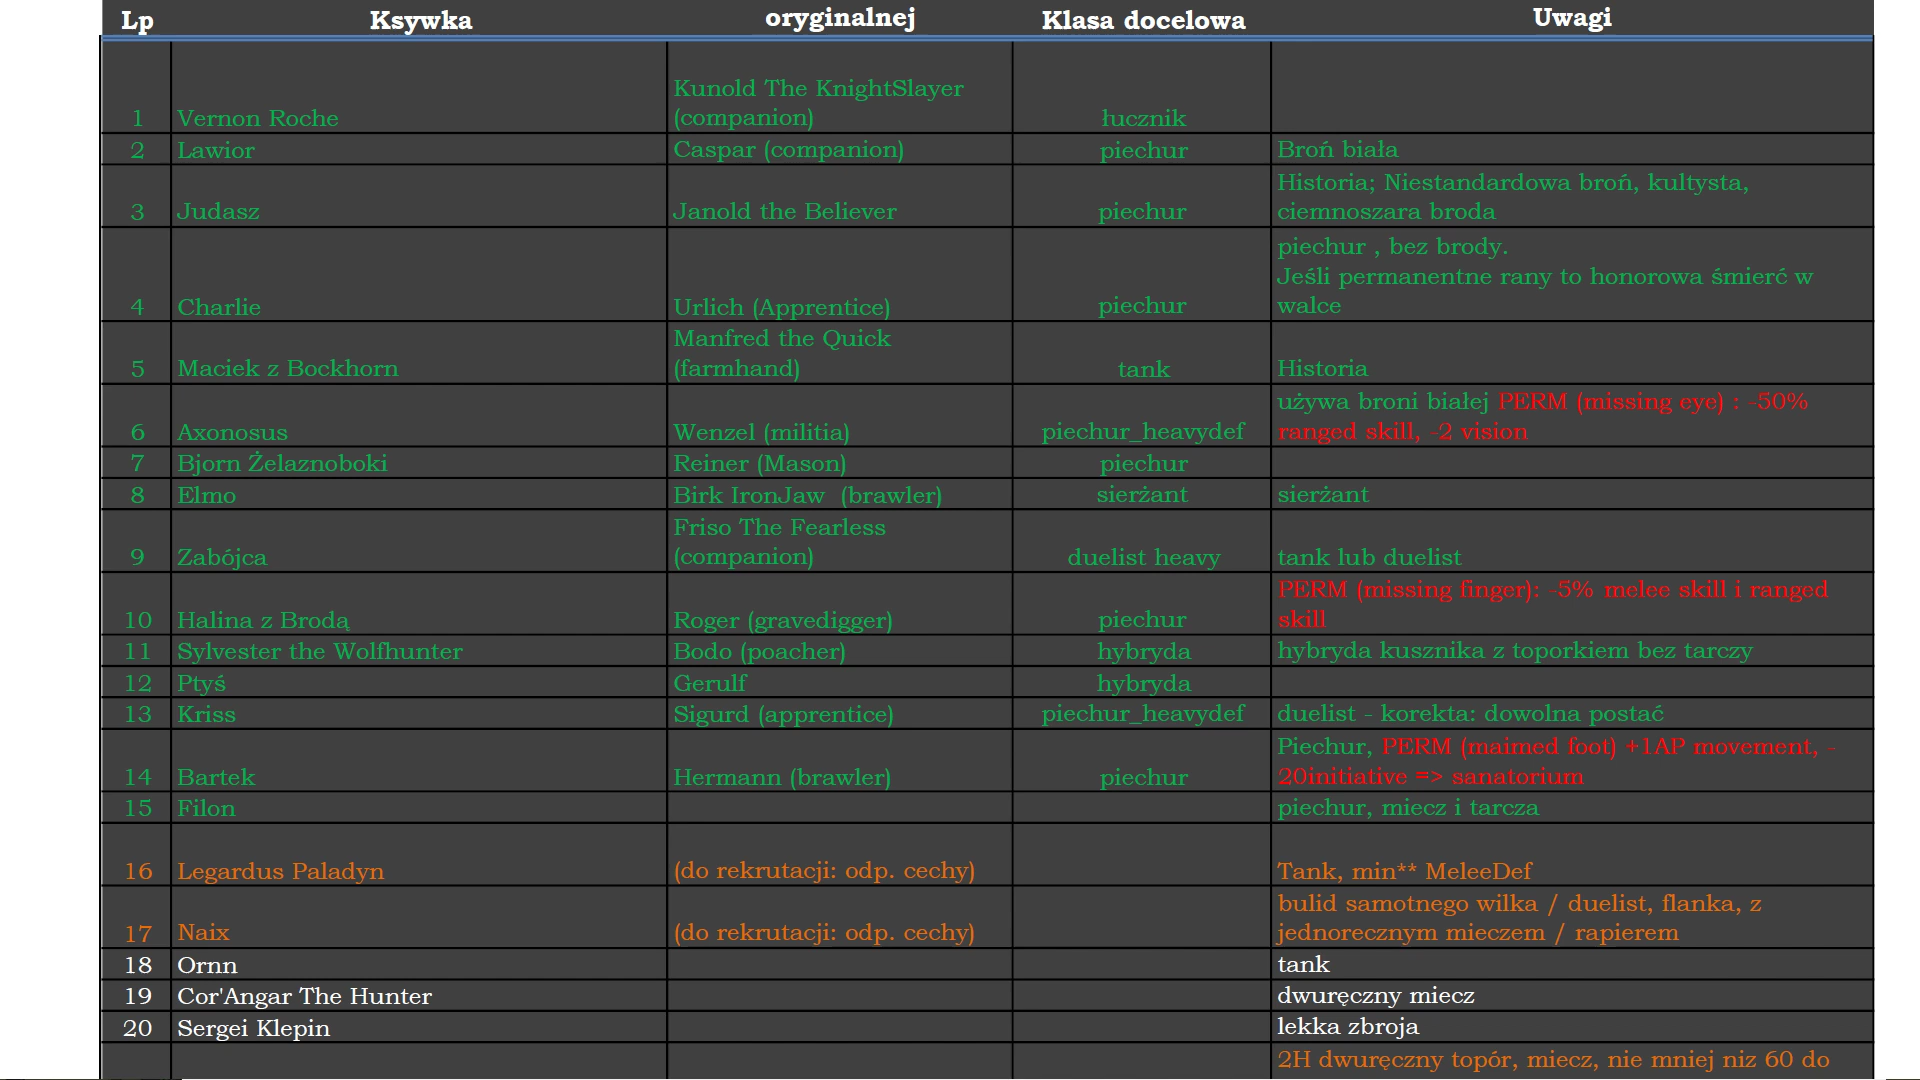 Lp Ksywka oryginalnej Klasa docelowa Uwagi
Kunold The KnightSlayer
1 Vernon Roche (companion) łucznik
2 Lawior Caspar (companion) piechur Broń biała
Historia; Niestandardowa broń, kultysta,
3 Judasz Janold the Believer piechur ciemnoszara broda
piechur , bez brody.
Jeśli permanentne rany to honorowa śmierć w
4 Charlie Urlich (Apprentice) piechur walce
Manfred the Quick
5 Maciek z Bockhorn (farmhand) tank Historia
używa broni białej PERM (missing eye) : -50%
6 Axonosus Wenzel (militia) piechur_heavydef ranged skill, -2 vision
7 Bjorn Żelaznoboki Reiner (Mason) piechur
8 Elmo Birk IronJaw (brawler) sierżant sierżant
Friso The Fearless
9 Zabójca (companion) duelist heavy tank lub duelist
PERM (missing finger): -5% melee skill i ranged
10 Halina z Brodą Roger (gravedigger) piechur skill
11 Sylvester the Wolfhunter Bodo (poacher) hybryda hybryda kusznika z toporkiem bez tarczy
12 Ptyś Gerulf hybryda
13 Kriss Sigurd (apprentice) piechur_heavydef duelist - korekta: dowolna postać
Piechur, PERM (maimed foot) +1AP movement, -
14 Bartek Hermann (brawler) piechur 20initiative => sanatorium
15 Filon piechur, miecz i tarcza
16 Legardus Paladyn (do rekrutacji: odp. cechy) Tank, min** MeleeDef
bulid samotnego wilka / duelist, flanka, z
17 Naix (do rekrutacji: odp. cechy) jednorecznym mieczem / rapierem
18 Ornn tank
19 Cor'Angar The Hunter dwuręczny miecz
20 Sergei Klepin lekka zbroja
2H dwuręczny topór, miecz, nie mniej niz 60 do